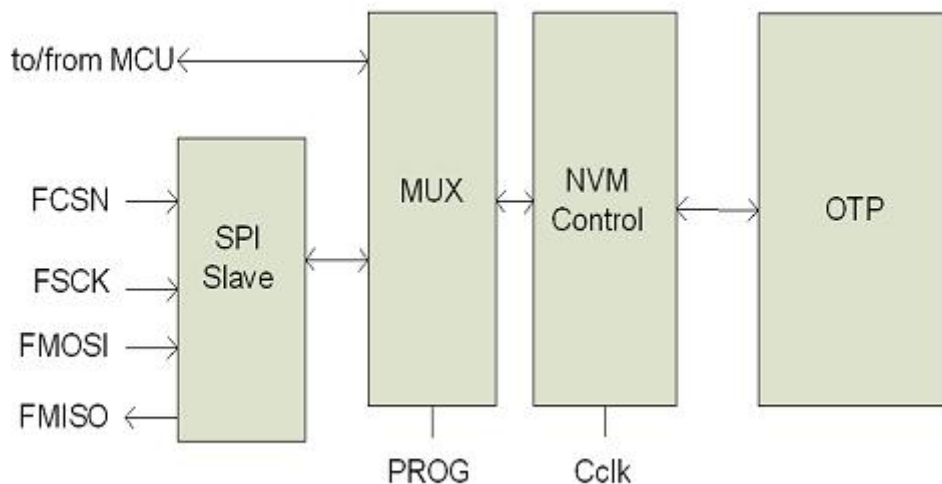 to/from MCU
FCSN
FSCK
FMOSI
FMISO
SPI
Slave
MUX
NVM
Control
OTP
PROG
Cclk